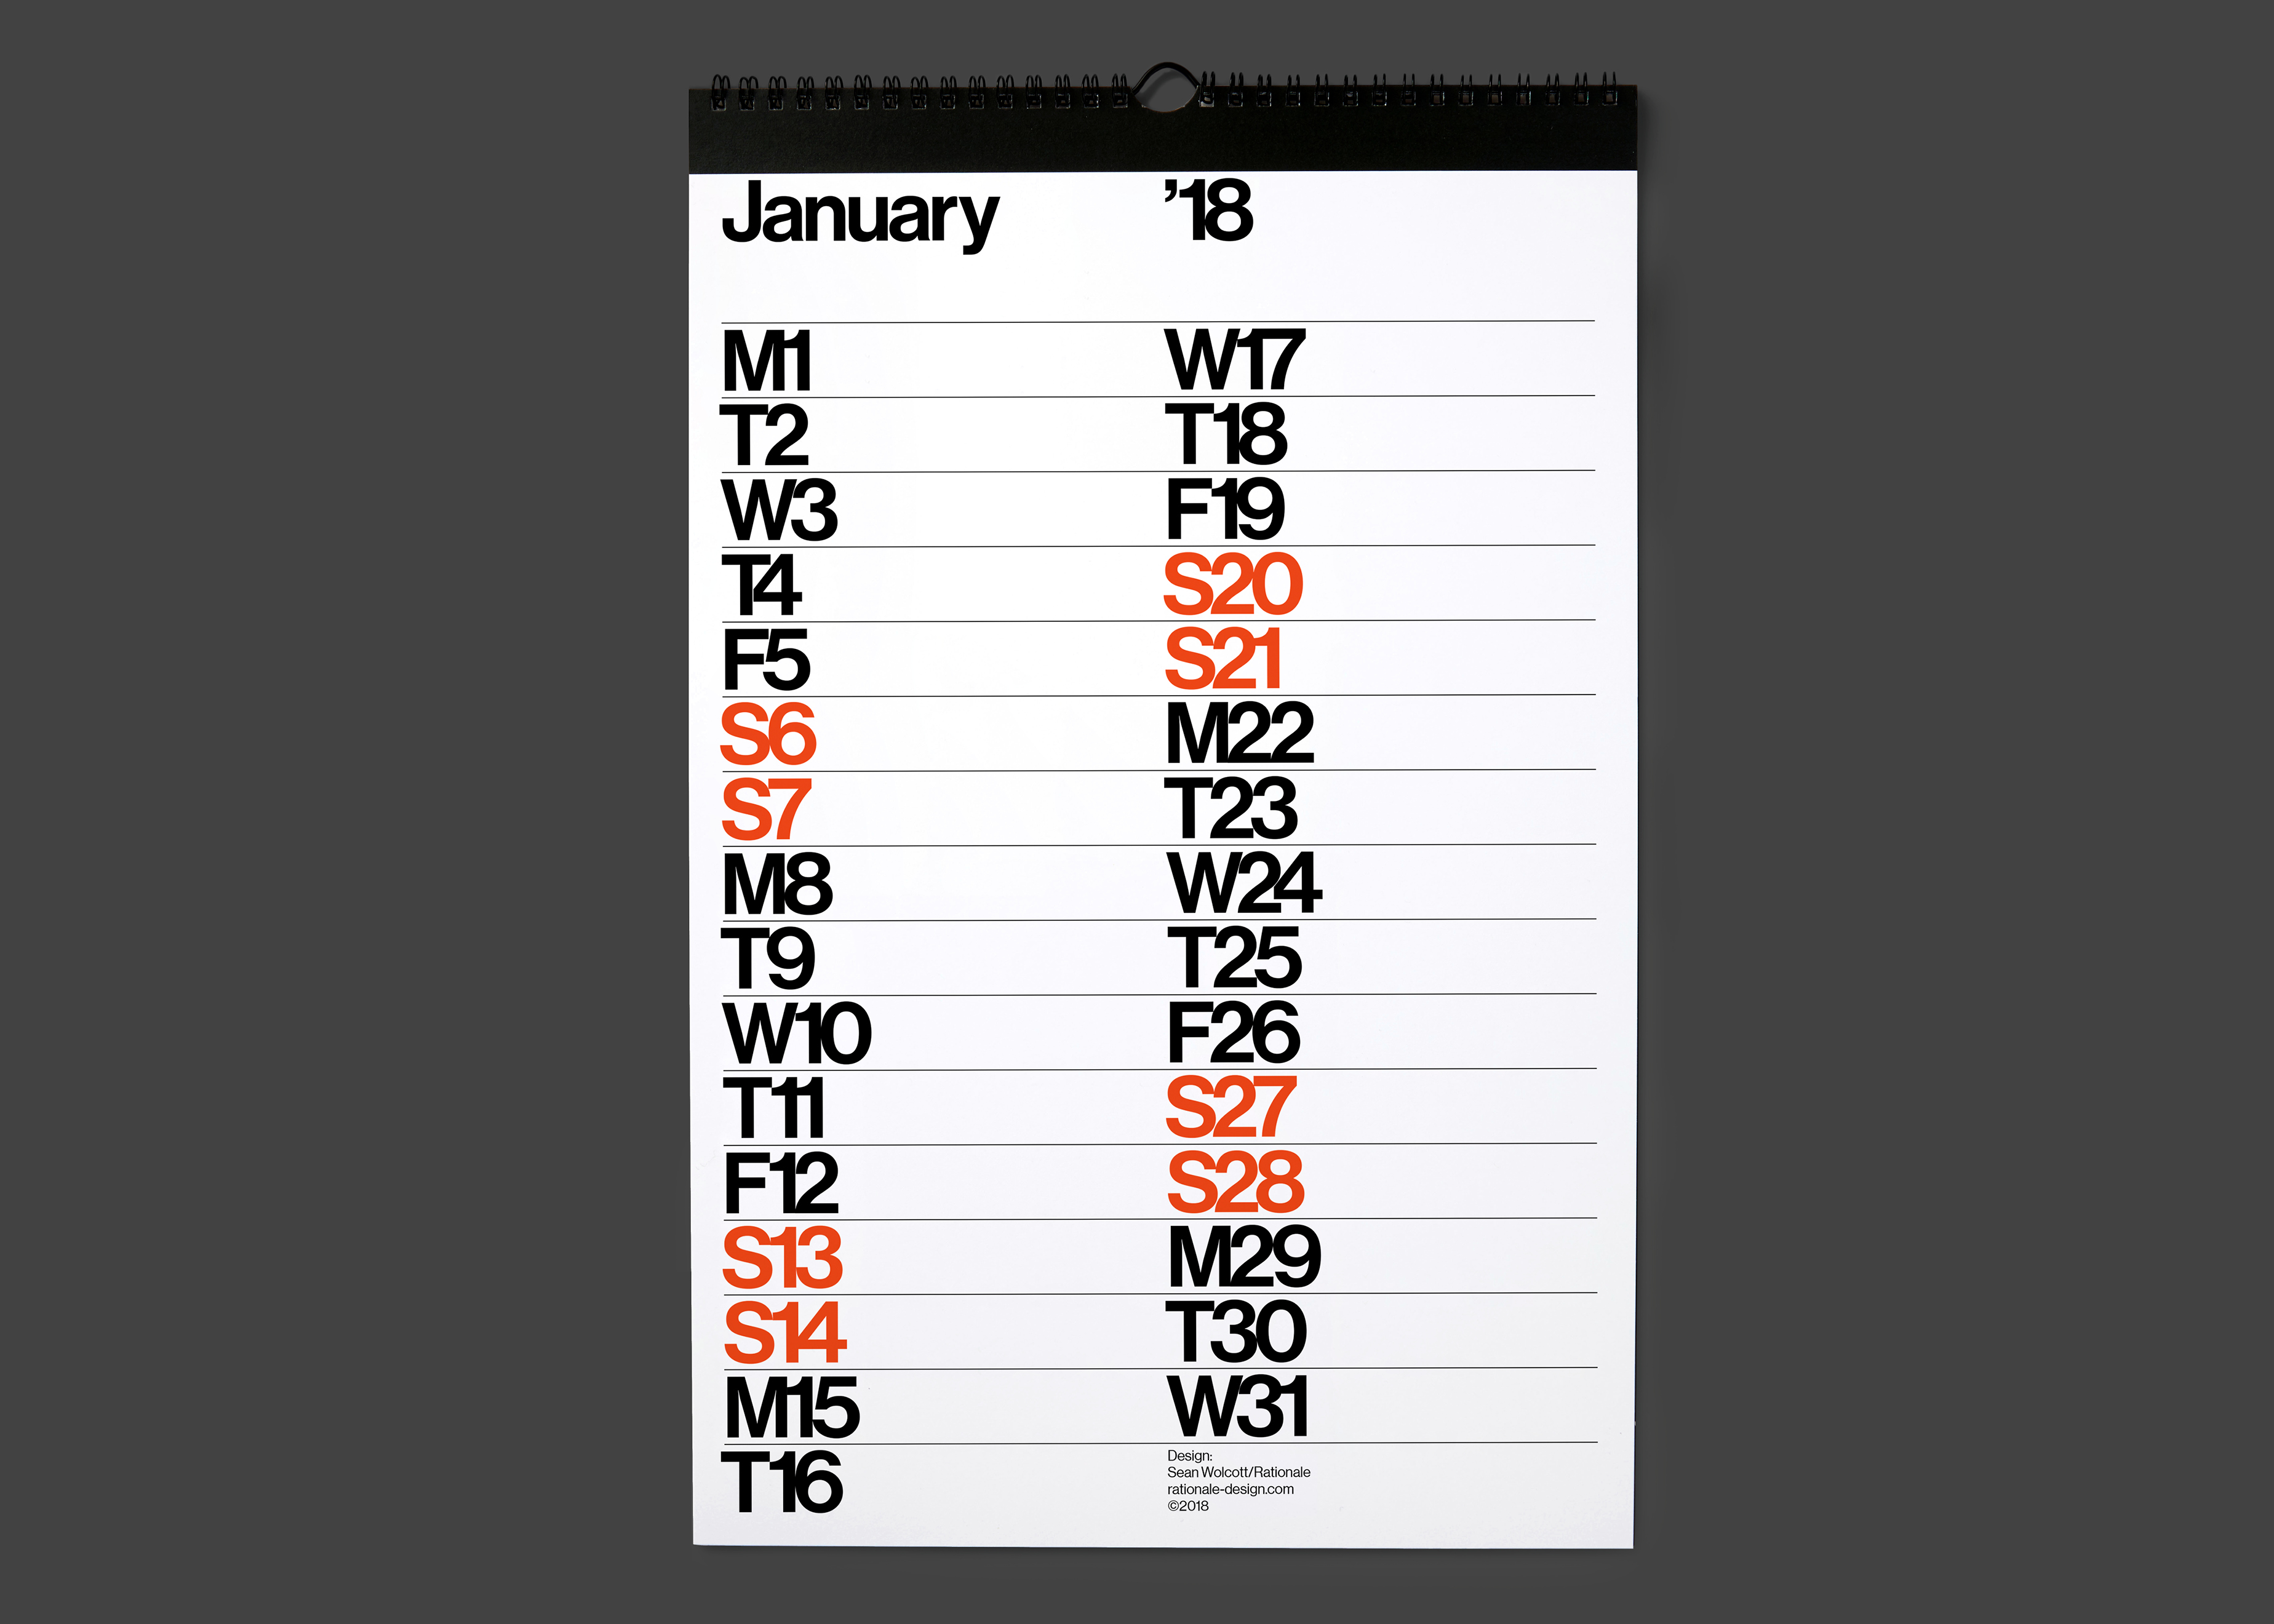 January ’18
M1
T2
W3
T4
F5
S6
S7
M8
T9
W10
T11
F12
S13
S14
M15
T16
W17
T18
F19
S20
S21
M22
T23
W24
T25
F26
S27
S28
M29
T30
W31
Design:
Sean Wolcott/Rationale
rationale-design.com
©2018